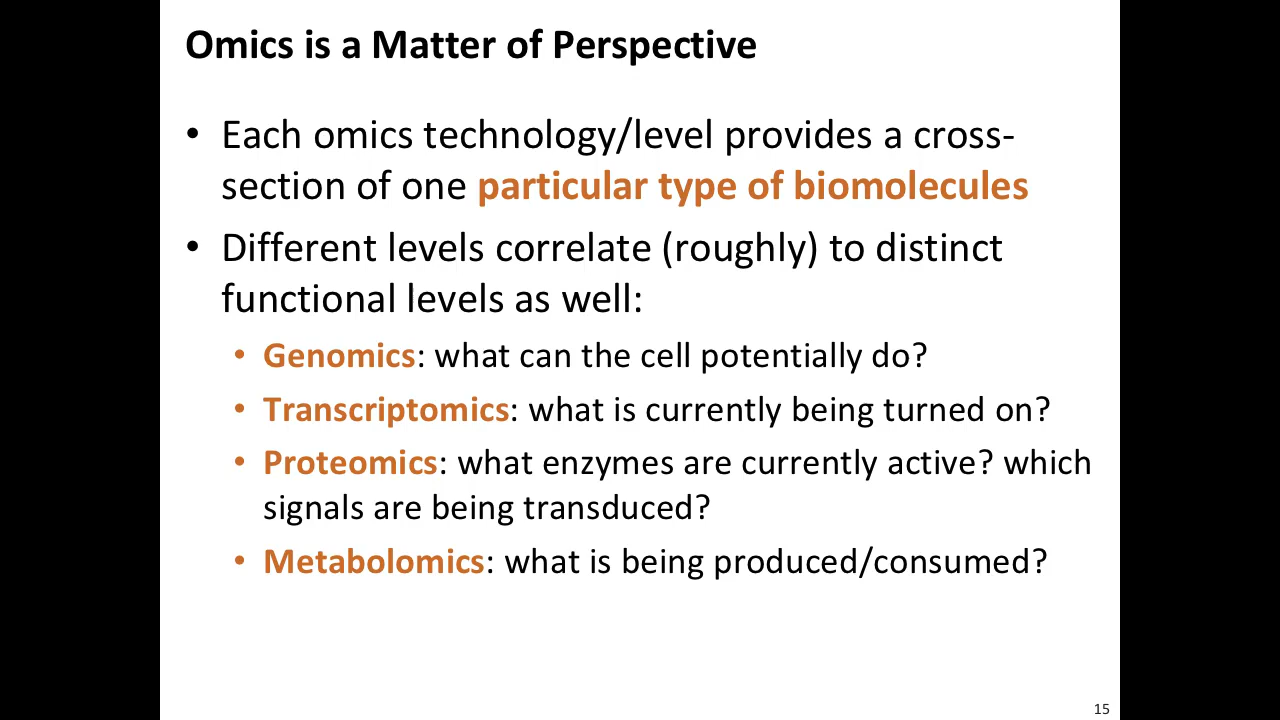 Omics is a Matter of Perspective
• Each omics technology/level provides a cross-
section of one particular type of biomolecules
• Different levels correlate (roughly) to distinct
functional levels as well:
• Genomics: what can the cell potentially do?
• Transcriptomics: what is currently being turned on?
• Proteomics: what enzymes are currently active? which
signals are being transduced?
• Metabolomics: what is being produced/consumed?
15